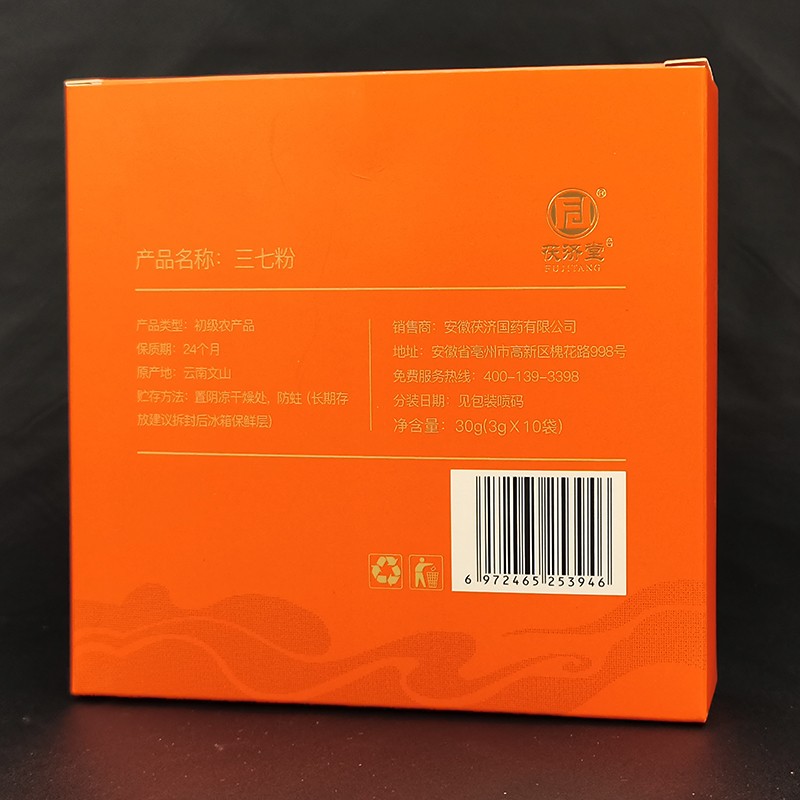 茯济堂
FUJITANG
产品名称：三七粉
产品类型：初级农产品
保质期：24个月
原产地：云南文山
贮存方法：置阴凉干燥处，防蛀（长期存
放建议拆封后冰箱保鲜层）
销售商：安徽茯济国药有限公司
地址：安徽省亳州市高新区槐花路998号
免费服务热线：400-139-3398
分装日期：见包装喷码
净含量：30g(3g×10袋)
6 972465 253946